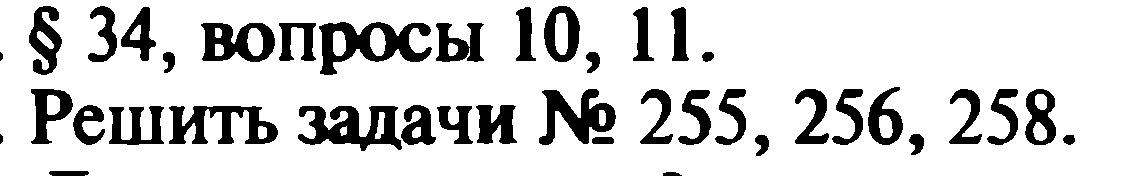 . § 34, вопросы 10, 11.
. Решить задачи № 255, 256, 258.